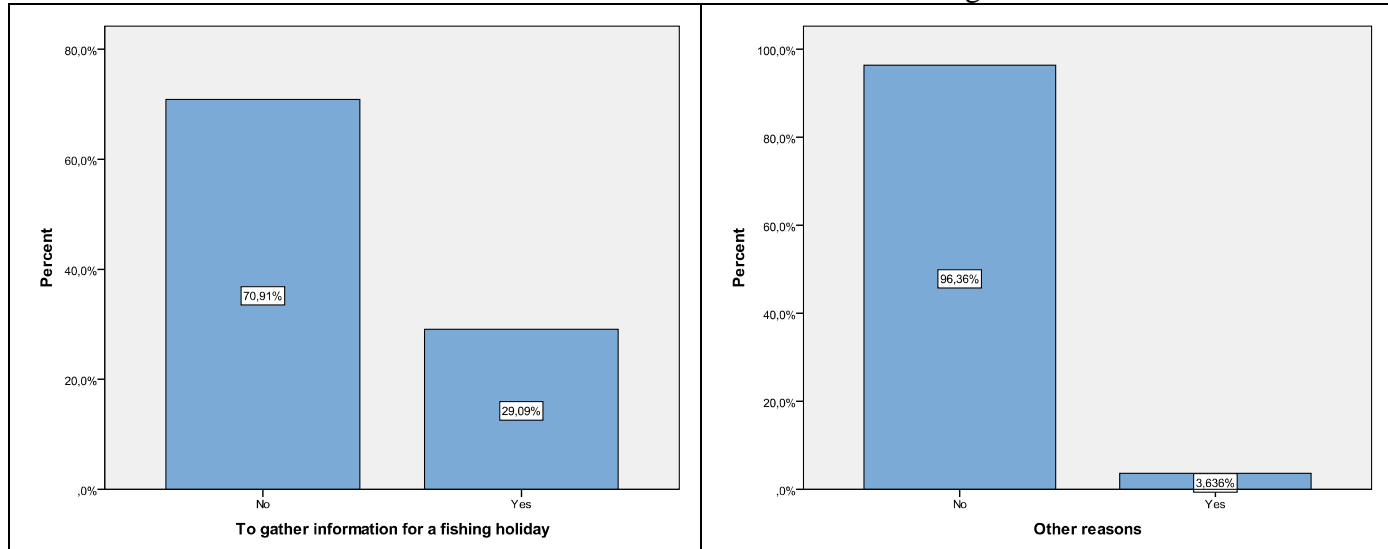 80,0%
60,0%
40,0%
20,0%
,0%
Percent
70,91%
29,09%
No
Yes
To gather information for a fishing holiday
100,0%
80,0%
60,0%
40,0%
20,0%
,0%
Percent
96,36%
3,636%
No
Yes
Other reasons